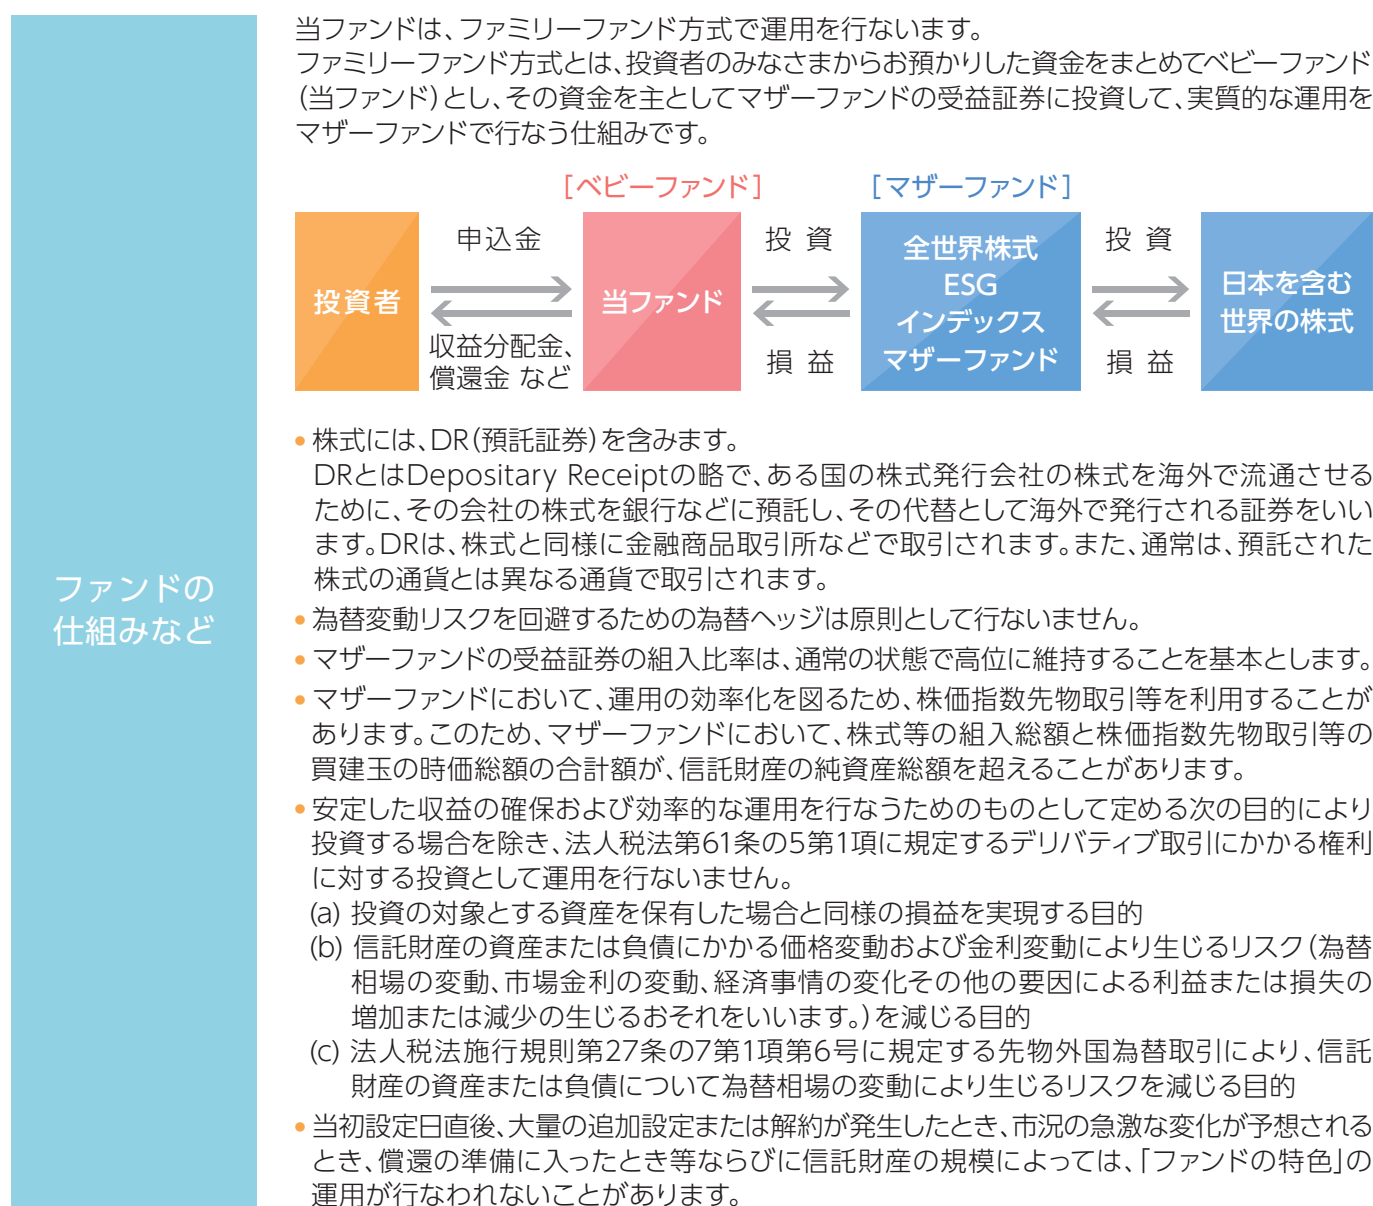 ファンドの
仕組みなど
当ファンドは、ファミリーファンド方式で運用を行ないます。
ファミリーファンド方式とは、投資者のみなさまからお預かりした資金をまとめてベビーファンド
(当ファンド)とし、その資金を主としてマザーファンドの受益証券に投資して、実質的な運用を
マザーファンドで行なう仕組みです。
[ベビーファンド]
[マザーファンド]
投資者
申込金
収益分配金、
償還金 など
当ファンド
投 資
損 益
全世界株式
ESG
インデックス
マザーファンド
投 資
損 益
日本を含む
世界の株式
•株式には、DR(預託証券)を含みます。
DRとはDepositary Receiptの略で、ある国の株式発行会社の株式を海外で流通させる
ために、その会社の株式を銀行などに預託し、その代替として海外で発行される証券をいい
ます。DRは、株式と同様に金融商品取引所などで取引されます。また、通常は、預託された
株式の通貨とは異なる通貨で取引されます。
•為替変動リスクを回避するための為替ヘッジは原則として行ないません。
•マザーファンドの受益証券の組入比率は、通常の状態で高位に維持することを基本とします。
•マザーファンドにおいて、運用の効率化を図るため、株価指数先物取引等を利用することが
あります。このため、マザーファンドにおいて、株式等の組入総額と株価指数先物取引等の
買建玉の時価総額の合計額が、信託財産の純資産総額を超えることがあります。
•安定した収益の確保および効率的な運用を行なうためのものとして定める次の目的により
投資する場合を除き、法人税法第61条の5第1項に規定するデリバティブ取引にかかる権利
に対する投資として運用を行ないません。
(a) 投資の対象とする資産を保有した場合と同様の損益を実現する目的
(b) 信託財産の資産または負債にかかる価格変動および金利変動により生じるリスク(為替
相場の変動、市場金利の変動、経済事情の変化その他の要因による利益または損失の
増加または減少の生じるおそれをいいます。)を減じる目的
(c) 法人税法施行規則第27条の7第1項第6号に規定する先物外国為替取引により、信託
財産の資産または負債について為替相場の変動により生じるリスクを減じる目的
•当初設定日直後、大量の追加設定または解約が発生したとき、市況の急激な変化が予想される
とき、償還の準備に入ったとき等ならびに信託財産の規模によっては、「ファンドの特色」の
運用が行なわれないことがあります。